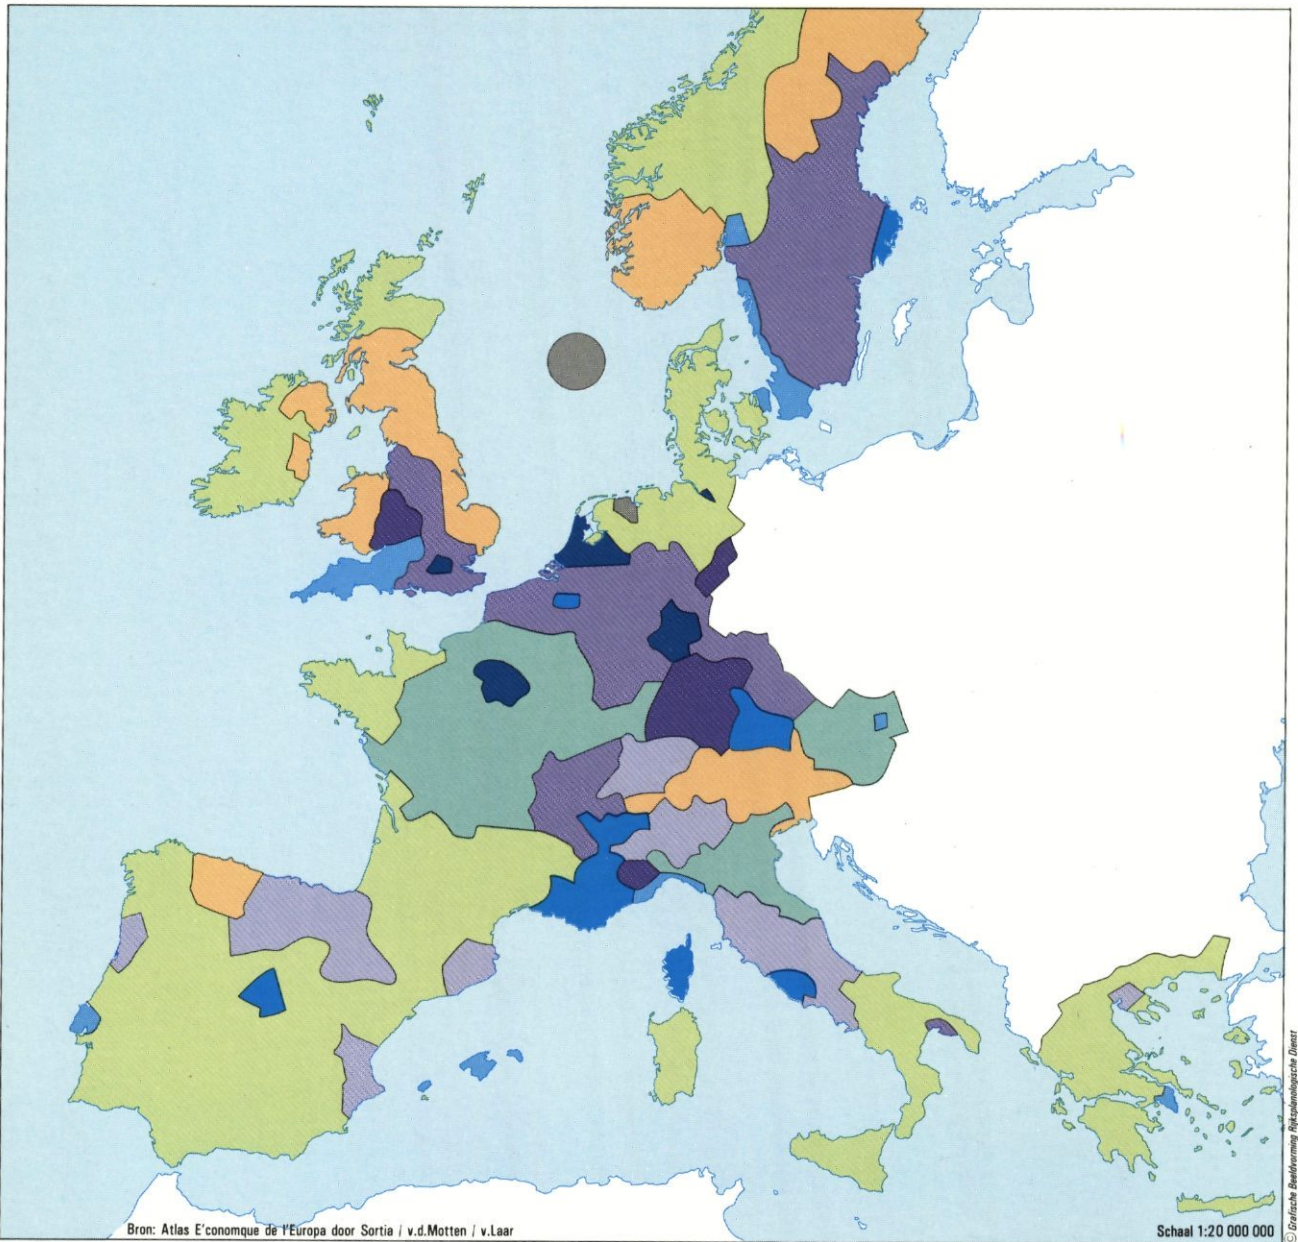 Bron: Atlas E'conomque de l'Europa door Sortia / v.d.Motten / v.Laar
Schaal 1:20 000 000
© Grafische Beeldvorming Rijksplanologische Dienst